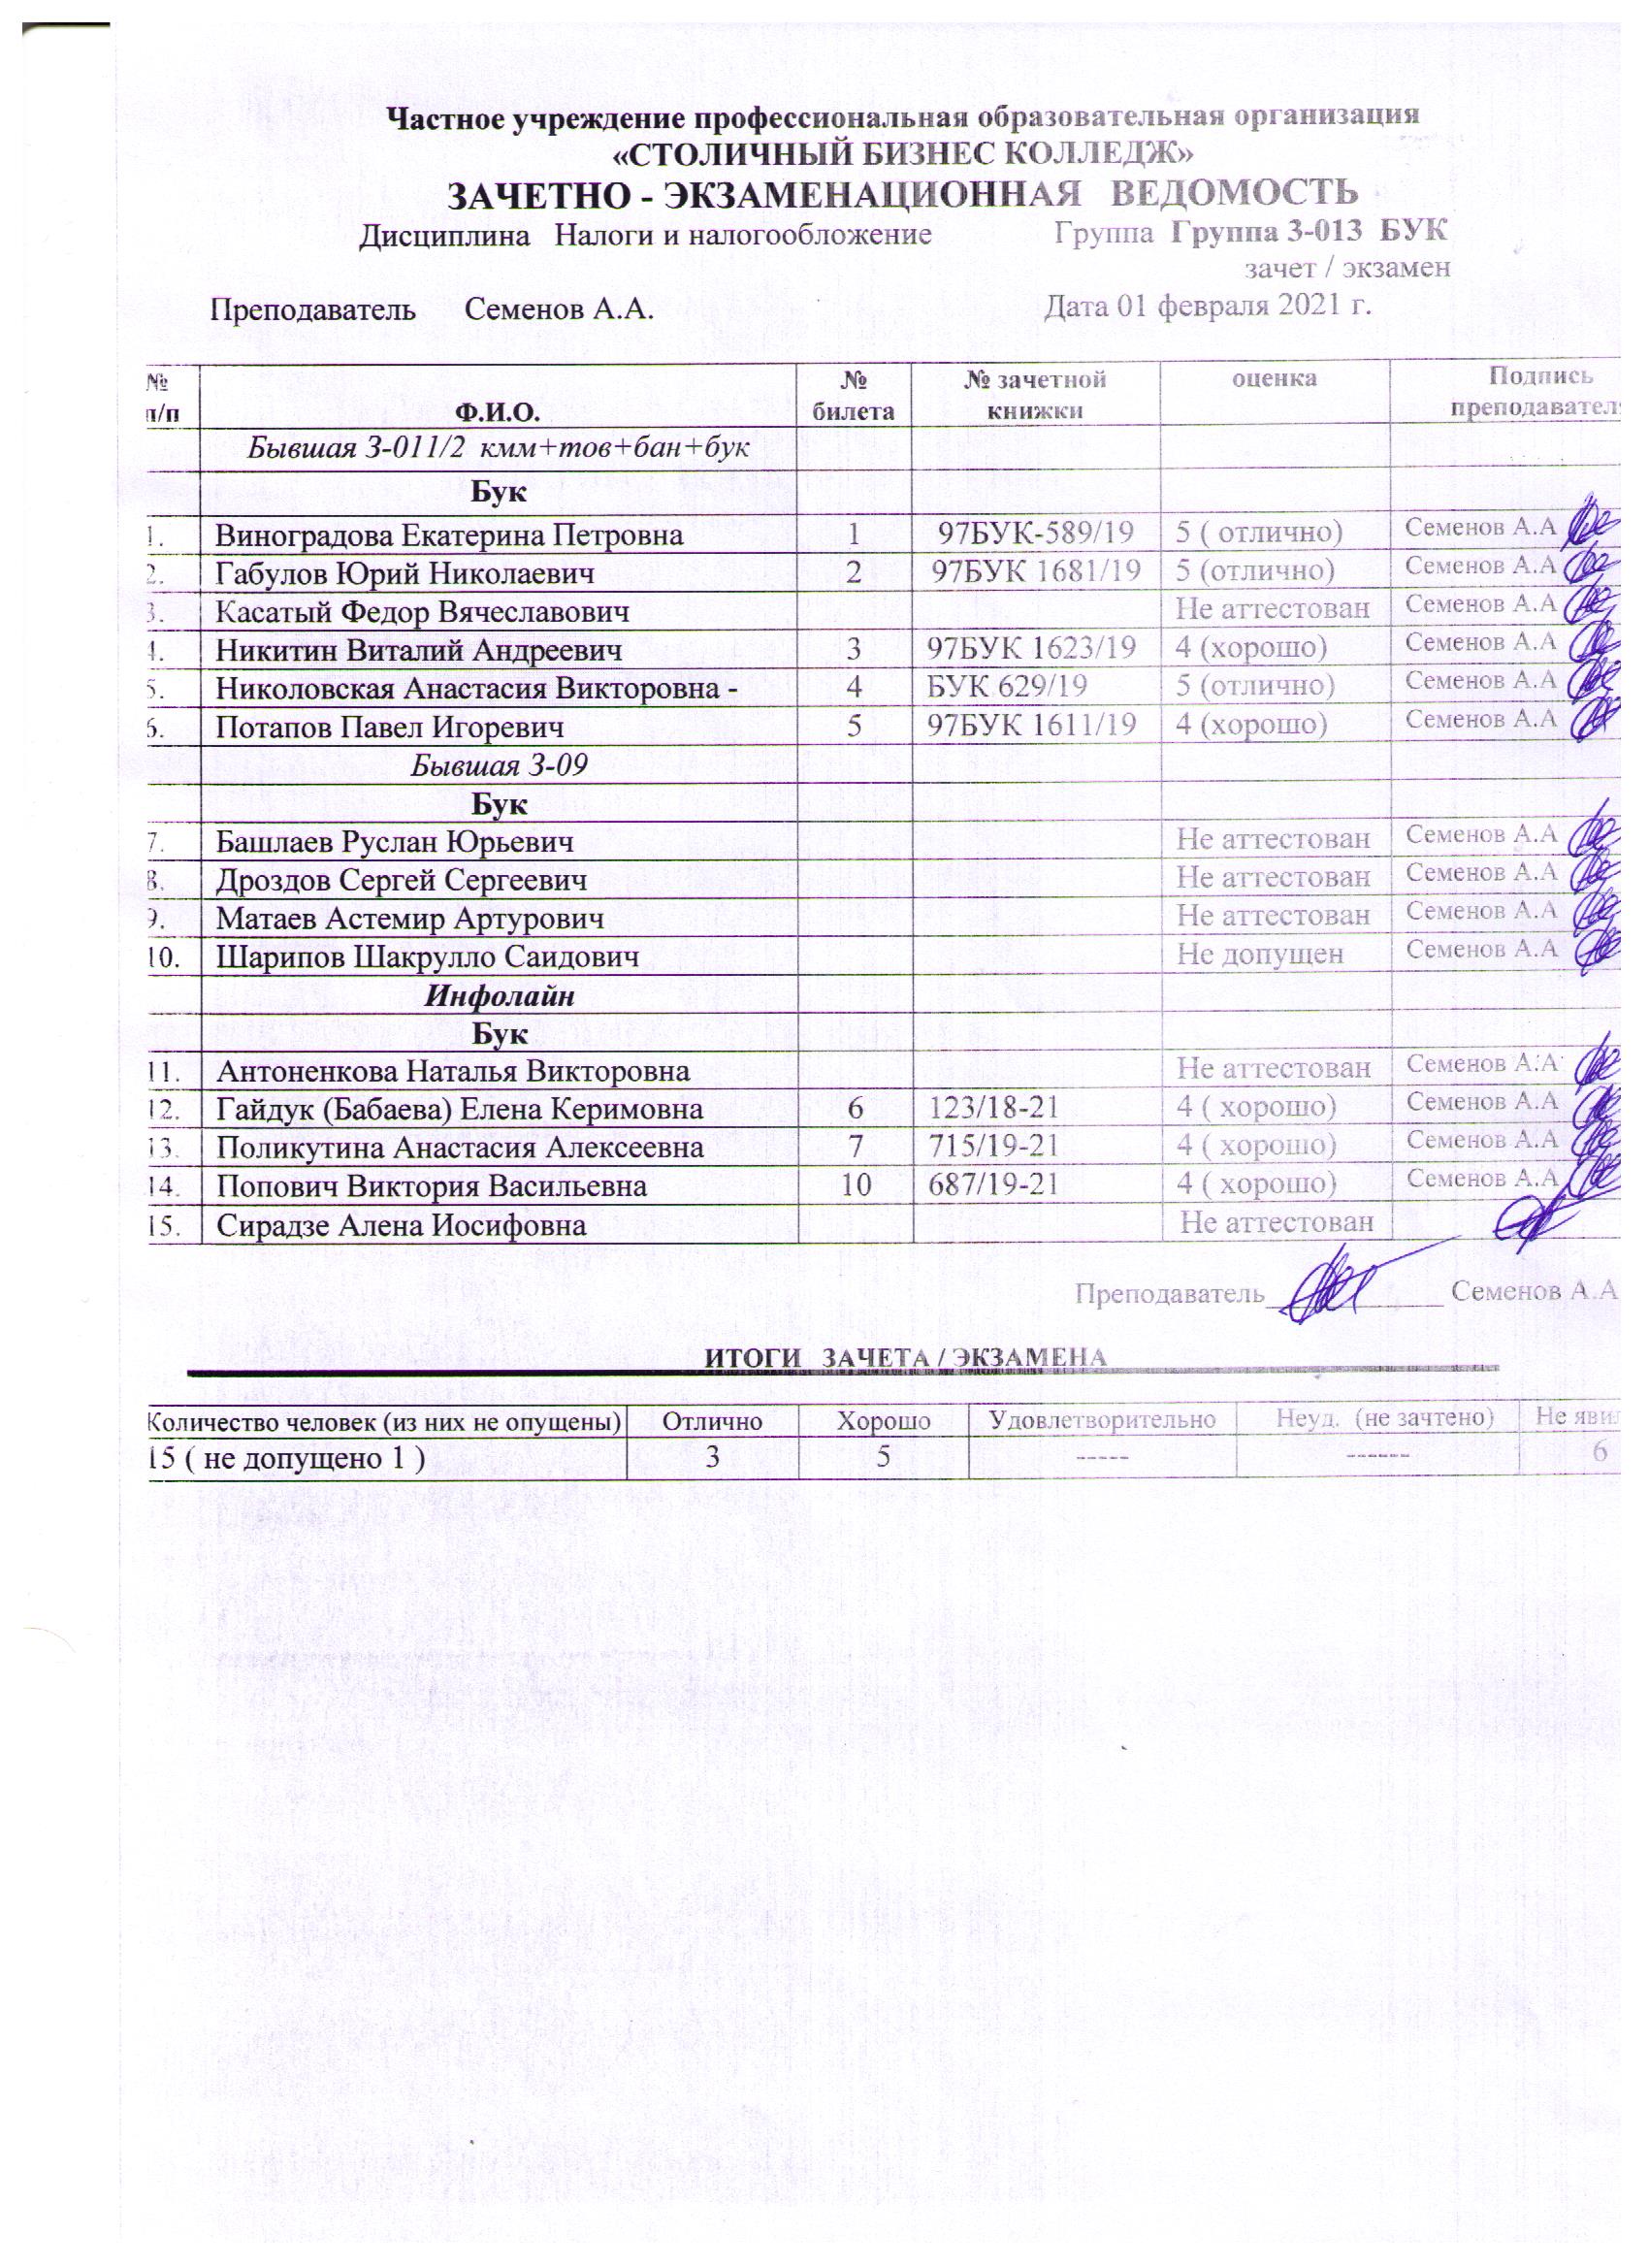 Частное учреждение профессиональная образовательная организация
«СТОЛИЧНЫЙ БИЗНЕС КОЛЛЕДЖ»
ЗАЧЕТНО - ЭКЗАМЕНАЦИОННАЯ ВЕДОМОСТЬ
Дисциплина Налоги и налогообложение Группа Группа З-013 БУК
зачет / экзамен
Преподаватель Семенов А.А. Дата 01 февраля 2021 г.
№ п/п Ф.И.О. № билета № зачетной книжки оценка Подпись преподавател
Бывшая З-011/2 кмм+тов+бан+бук
Бук
1. Виноградова Екатерина Петровна 1 97БУК-589/19 5 ( отлично) Семенов А.А
2. Габулов Юрий Николаевич 2 97БУК 1681/19 5 (отлично) Семенов А.А
3. Касатый Федор Вячеславович Не аттестован Семенов А.А
4. Никитин Виталий Андреевич 3 97БУК 1623/19 4 (хорошо) Семенов А.А
5. Николовская Анастасия Викторовна - 4 БУК 629/19 5 (отлично) Семенов А.А
6. Потапов Павел Игоревич 5 97БУК 1611/19 4 (хорошо) Семенов А.А
Бывшая З-09
Бук
7. Башлаев Руслан Юрьевич Не аттестован Семенов А.А
8. Дроздов Сергей Сергеевич Не аттестован Семенов А.А
9. Матаев Астемир Артурович Не аттестован Семенов А.А
10. Шарипов Шакрулло Саидович Не допущен Семенов А.А
Инфолайн
Бук
11. Антоненкова Наталья Викторовна Не аттестован Семенов А.А
12. Гайдук (Бабаева) Елена Керимовна 6 123/18-21 4 ( хорошо) Семенов А.А
13. Поликутина Анастасия Алексеевна 7 715/19-21 4 ( хорошо) Семенов А.А
14. Попович Виктория Васильевна 10 687/19-21 4 ( хорошо) Семенов А.А
15. Сирадзе Алена Иосифовна Не аттестован
Преподаватель____________ Семенов А.А
ИТОГИ ЗАЧЕТА / ЭКЗАМЕНА
Количество человек (из них не опущены) Отлично Хорошо Удовлетворительно Неуд. (не зачтено) Не яви
15 ( не допущено 1 ) 3 5 ----- ------ 6